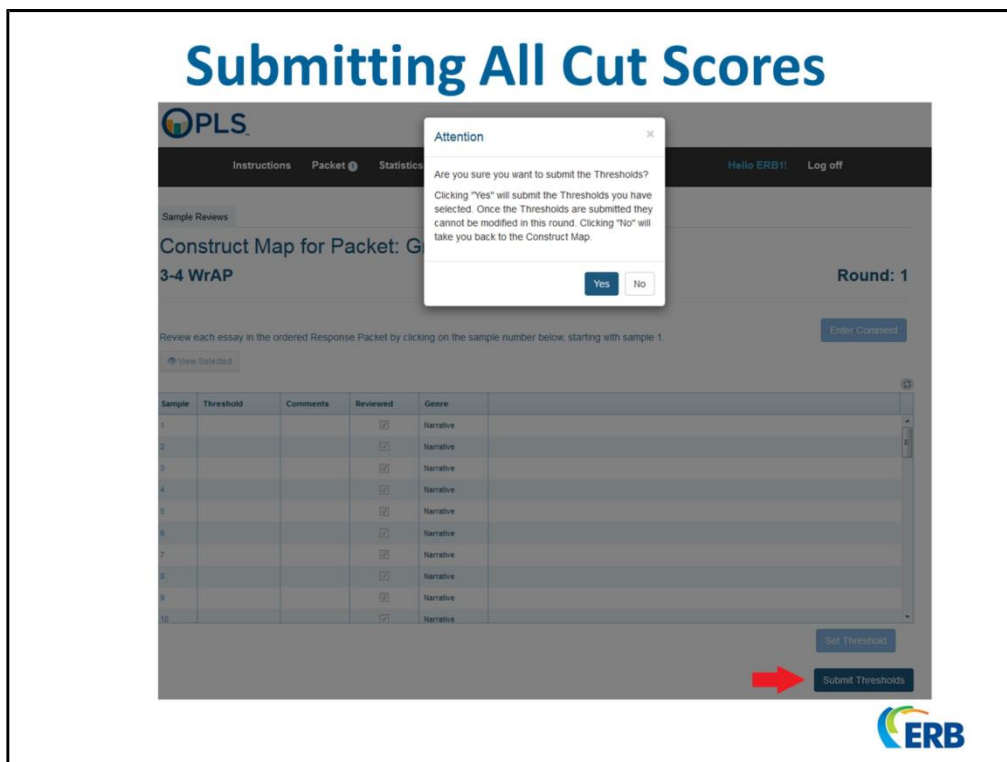 Submitting All Cut Scores
PLS
Instructions Packet 1 Statistics Hello ERB1! Log off
Attention ×
Are you sure you want to submit the Thresholds?
Clicking "Yes" will submit the Thresholds you have
selected. Once the Thresholds are submitted they
cannot be modified in this round. Clicking "No" will
take you back to the Construct Map.
Yes No
Sample Reviews
Construct Map for Packet: G
3-4 WrAP Round: 1
Review each essay in the ordered Response Packet by clicking on the sample number below, starting with sample 1.
Enter Comment
View Selected
Sample Threshold Comments Reviewed Genre
1 Narrative
2 Narrative
3 Narrative
4 Narrative
5 Narrative
6 Narrative
7 Narrative
8 Narrative
9 Narrative
10 Narrative
Set Threshold
Submit Thresholds
ERB